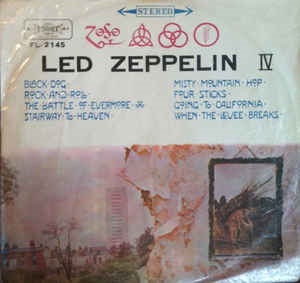 STEREO
FL-2145
ZoSo
LED ZEPPELIN IV
BLACK DOG·
ROCK·AND·ROLL·
THE·BATTLE·OF·EVERMORE·&
STAIRWAY·TO·HEAVEN·
MISTY·MOUNTAIN·HOP·
FOUR·STICKS·
GOING·TO·CALIFORNIA·
WHEN·THE·LEVEE·BREAKS·